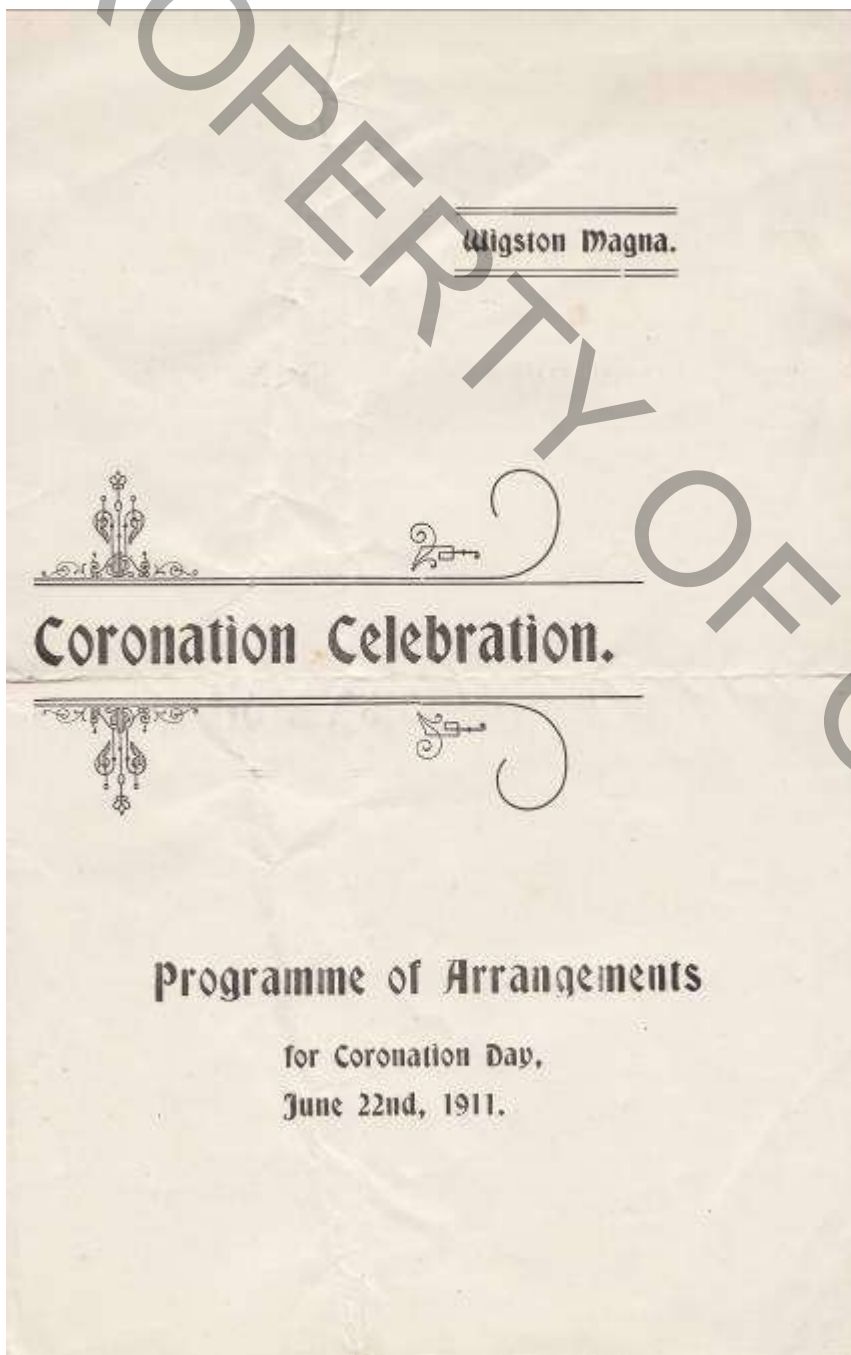 Wigston Magna.
Coronation Celebration.
Programme of Arrangements
for Coronation Day,
June 22nd, 1911.
PROPERTY OF